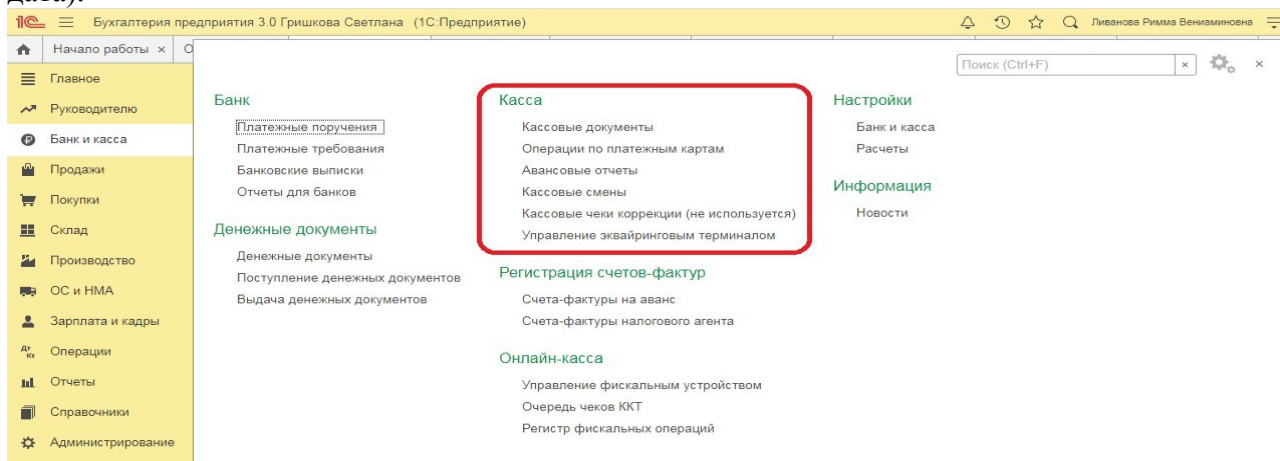 дата).
1С Бухгалтерия предприятия 3.0 Гришкова Светлана (1С:Предприятие) Ливанова Римма Вениаминовна
Начало работы × О
Поиск (Ctrl+F) × ×
Главное
Руководителю
Банк и касса
Продажи
Покупки
Склад
Производство
ОС и НМА
Зарплата и кадры
Дт Кт Операции
Отчеты
Справочники
Администрирование
Банк
Платежные поручения
Платежные требования
Банковские выписки
Отчеты для банков
Денежные документы
Денежные документы
Поступление денежных документов
Выдача денежных документов
Касса
Кассовые документы
Операции по платежным картам
Авансовые отчеты
Кассовые смены
Кассовые чеки коррекции (не используется)
Управление эквайринговым терминалом
Регистрация счетов-фактур
Счета-фактуры на аванс
Счета-фактуры налогового агента
Онлайн-касса
Управление фискальным устройством
Очередь чеков ККТ
Регистр фискальных операций
Настройки
Банк и касса
Расчеты
Информация
Новости